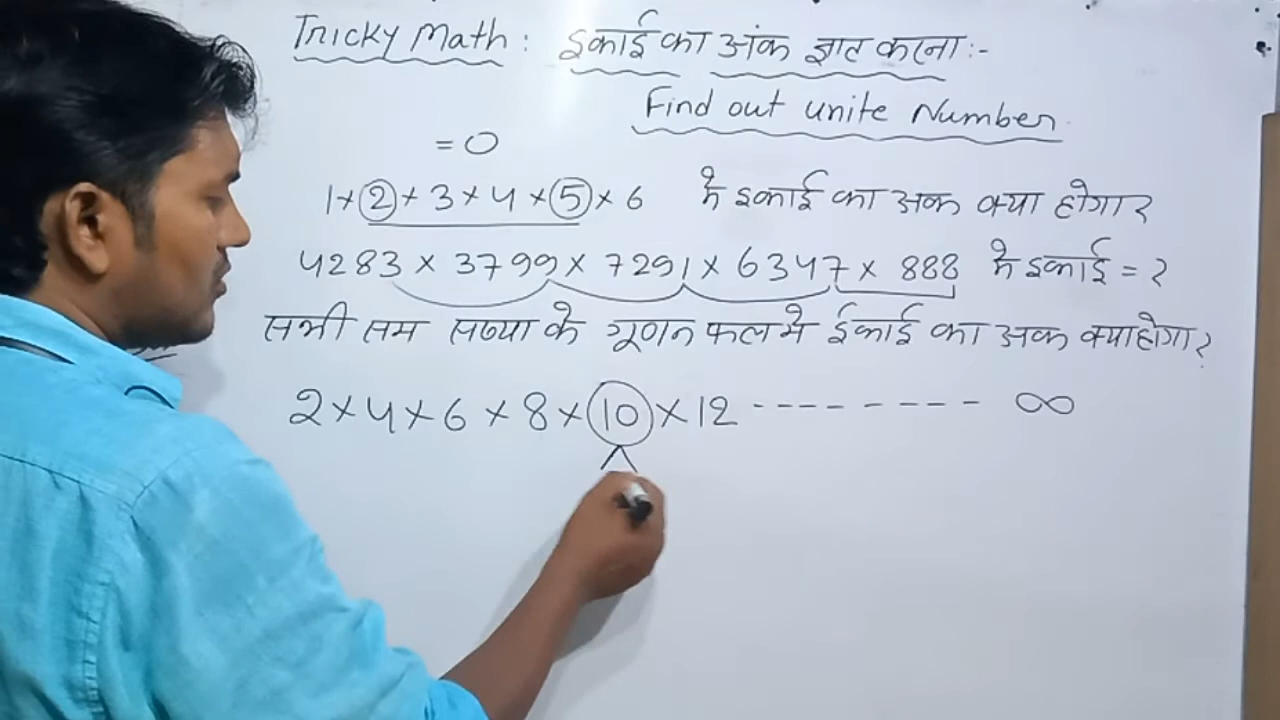 Tricky Math : इकाई का अंक ज्ञात करना :-
Find out unite Number
= 0
1 × 2 × 3 × 4 × 5 × 6 में इकाई का अंक क्या होगा ?
4283 × 3799 × 7291 × 6347 × 888 में इकाई = ?
सभी सम संख्या के गूणन फल मे ईकाई का अंक क्या होगा ?
2 × 4 × 6 × 8 × 10 × 12 -------- ∞